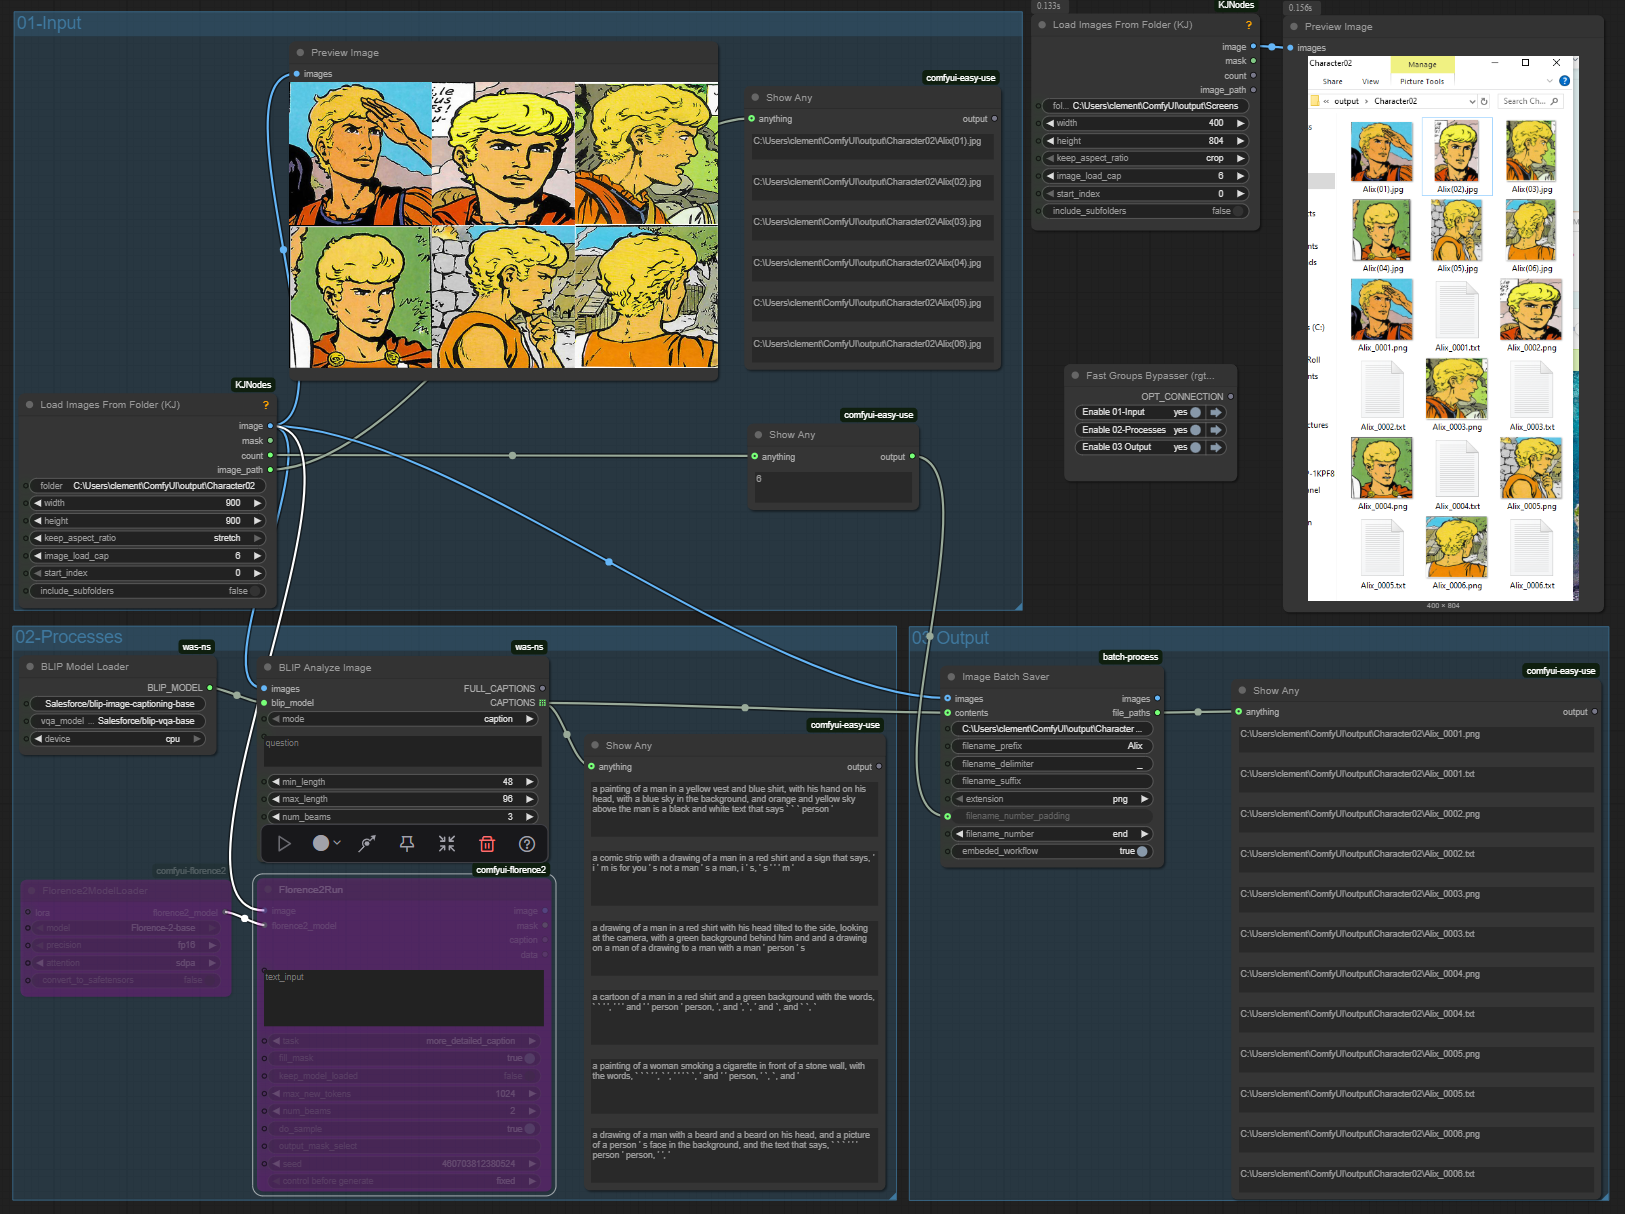 01-Input
Preview Image
images
comfyui-easy-use
Show Any
anything
output
C:\Users\clement\ComfyUI\output\Character02\Alix(01).jpg
C:\Users\clement\ComfyUI\output\Character02\Alix(02).jpg
C:\Users\clement\ComfyUI\output\Character02\Alix(03).jpg
C:\Users\clement\ComfyUI\output\Character02\Alix(04).jpg
C:\Users\clement\ComfyUI\output\Character02\Alix(05).jpg
C:\Users\clement\ComfyUI\output\Character02\Alix(06).jpg
KJNodes
Load Images From Folder (KJ) ?
image
mask
count
image_path
folder C:\Users\clement\ComfyUI\output\Character02
width 900
height 900
keep_aspect_ratio stretch
image_load_cap 6
start_index 0
include_subfolders false
comfyui-easy-use
Show Any
anything
output
6
0.133s
KJNodes
Load Images From Folder (KJ) ?
image
mask
count
image_path
fol... C:\Users\clement\ComfyUI\output\Screens
width 400
height 804
keep_aspect_ratio crop
image_load_cap 6
start_index 0
include_subfolders false
Fast Groups Bypasser (rgt...
OPT_CONNECTION
Enable 01-Input yes
Enable 02-Processes yes
Enable 03 Output yes
0.156s
Preview Image
images
Character02
Manage
Share View Picture Tools
« output › Character02
Search Ch...
Alix(01).jpg Alix(02).jpg Alix(03).jpg
Alix(04).jpg Alix(05).jpg Alix(06).jpg
Alix_0001.png Alix_0001.txt Alix_0002.png
Alix_0002.txt Alix_0003.png Alix_0003.txt
Alix_0004.png Alix_0004.txt Alix_0005.png
Alix_0005.txt Alix_0006.png Alix_0006.txt
400 × 804
02-Processes
was-ns
BLIP Model Loader
BLIP_MODEL
Salesforce/blip-image-captioning-base
vqa_model ... Salesforce/blip-vqa-base
device cpu
was-ns
BLIP Analyze Image
images
FULL_CAPTIONS
blip_model
CAPTIONS
mode caption
question
min_length 48
max_length 96
num_beams 3
comfyui-florence2
Florence2ModelLoader
lora florence2_model
model Florence-2-base
precision fp16
attention sdpa
convert_to_safetensors false
comfyui-florence2
Florence2Run
image image
florence2_model mask
caption
data
text_input
task more_detailed_caption
fill_mask true
keep_model_loaded false
max_new_tokens 1024
num_beams 2
do_sample true
output_mask_select
seed 460703812380524
control before generate fixed
comfyui-easy-use
Show Any
anything
output
a painting of a man in a yellow vest and blue shirt, with his hand on his
head, with a blue sky in the background, and orange and yellow sky
above the man is a black and white text that says ` ` ` ' person '
a comic strip with a drawing of a man in a red shirt and a sign that says, '
i ' m is for you ' s not a man ' s a man, i ' s, ' s ' ' ' m '
a drawing of a man in a red shirt with his head tilted to the side, looking
at the camera, with a green background behind him and and a drawing
on a man of a drawing to a man with a man ' person ' s
a cartoon of a man in a red shirt and a green background with the words,
` ` ' ', ' ' ' and ' ' person ' person, ', and ', ', ' and ', and ` ', '
a painting of a woman smoking a cigarette in front of a stone wall, with
the words, ` ` ' ' ', ' ', ' ' ' ' ', ' and ' ' person, ' ', ', and '
a drawing of a man with a beard and a beard on his head, and a picture
of a person ' s face in the background, and the text that says, ` ` ' ' ' '
person ' person, ' ', '
03 Output
batch-process
Image Batch Saver
images images
contents file_paths
C:\Users\clement\ComfyUI\output\Character ...
filename_prefix Alix
filename_delimiter _
filename_suffix
extension png
filename_number_padding
filename_number end
embeded_workflow true
comfyui-easy-use
Show Any
anything
output
C:\Users\clement\ComfyUI\output\Character02\Alix_0001.png
C:\Users\clement\ComfyUI\output\Character02\Alix_0001.txt
C:\Users\clement\ComfyUI\output\Character02\Alix_0002.png
C:\Users\clement\ComfyUI\output\Character02\Alix_0002.txt
C:\Users\clement\ComfyUI\output\Character02\Alix_0003.png
C:\Users\clement\ComfyUI\output\Character02\Alix_0003.txt
C:\Users\clement\ComfyUI\output\Character02\Alix_0004.png
C:\Users\clement\ComfyUI\output\Character02\Alix_0004.txt
C:\Users\clement\ComfyUI\output\Character02\Alix_0005.png
C:\Users\clement\ComfyUI\output\Character02\Alix_0005.txt
C:\Users\clement\ComfyUI\output\Character02\Alix_0006.png
C:\Users\clement\ComfyUI\output\Character02\Alix_0006.txt